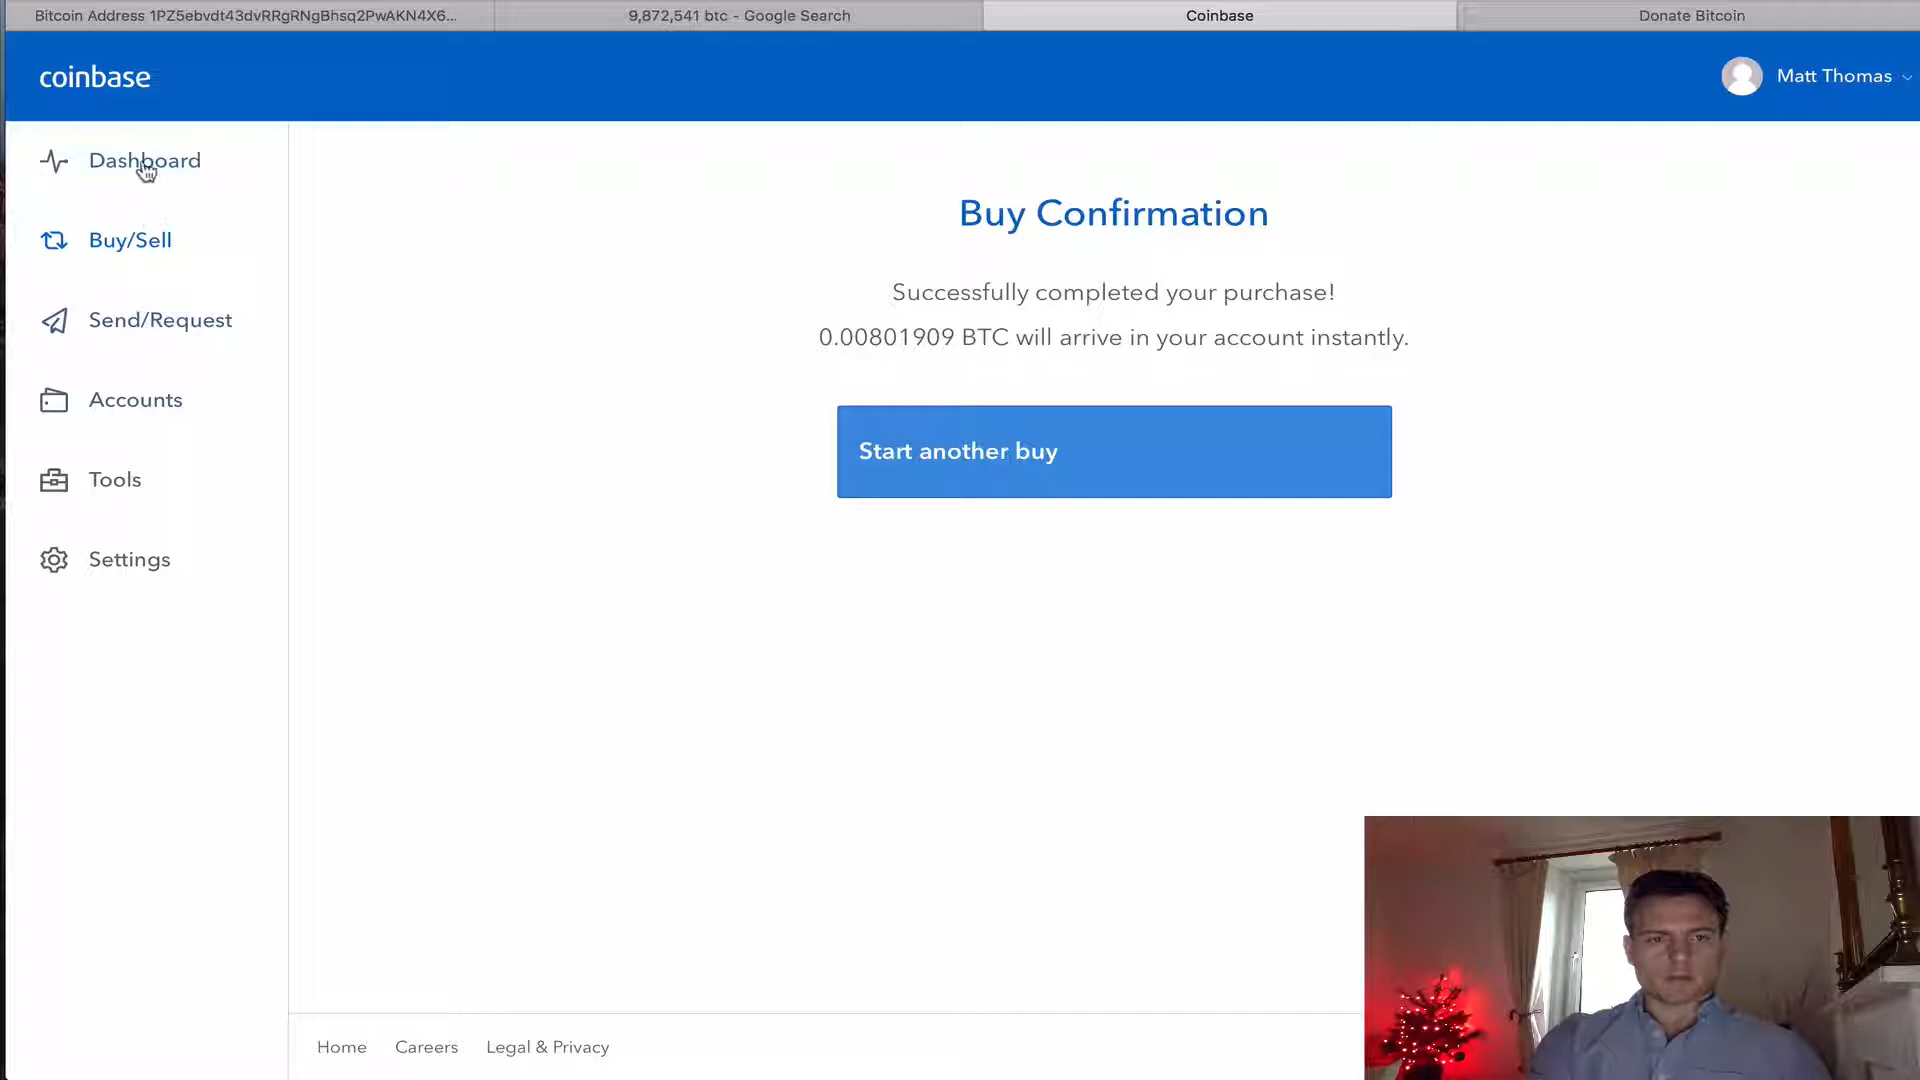 Bitcoin Address 1PZ5ebvdt43dvRRgRNgBhsq2PwAKN4X6...
9,872,541 btc - Google Search
Coinbase
Donate Bitcoin
coinbase
Matt Thomas
Dashboard
Buy/Sell
Send/Request
Accounts
Tools
Settings
Buy Confirmation
Successfully completed your purchase!
0.00801909 BTC will arrive in your account instantly.
Start another buy
Home
Careers
Legal & Privacy